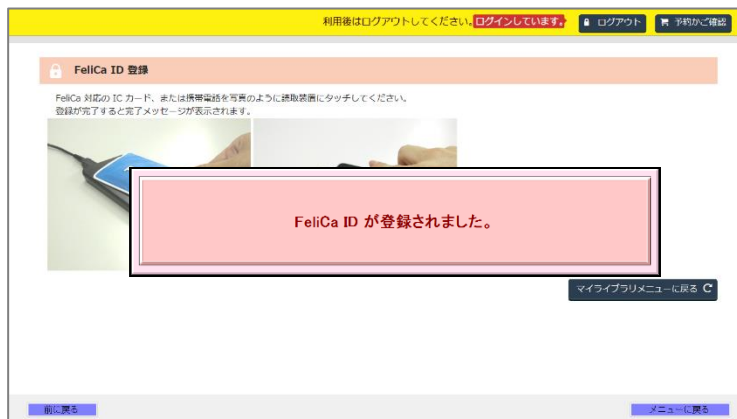 利用後はログアウトしてください。ログインしています。 ログアウト 予約かご確認
FeliCa ID 登録
FeliCa 対応の IC カード、または携帯電話を写真のように読取装置にタッチしてください。
登録が完了すると完了メッセージが表示されます。
FeliCa ID が登録されました。
マイライブラリメニューに戻る
前に戻る メニューに戻る